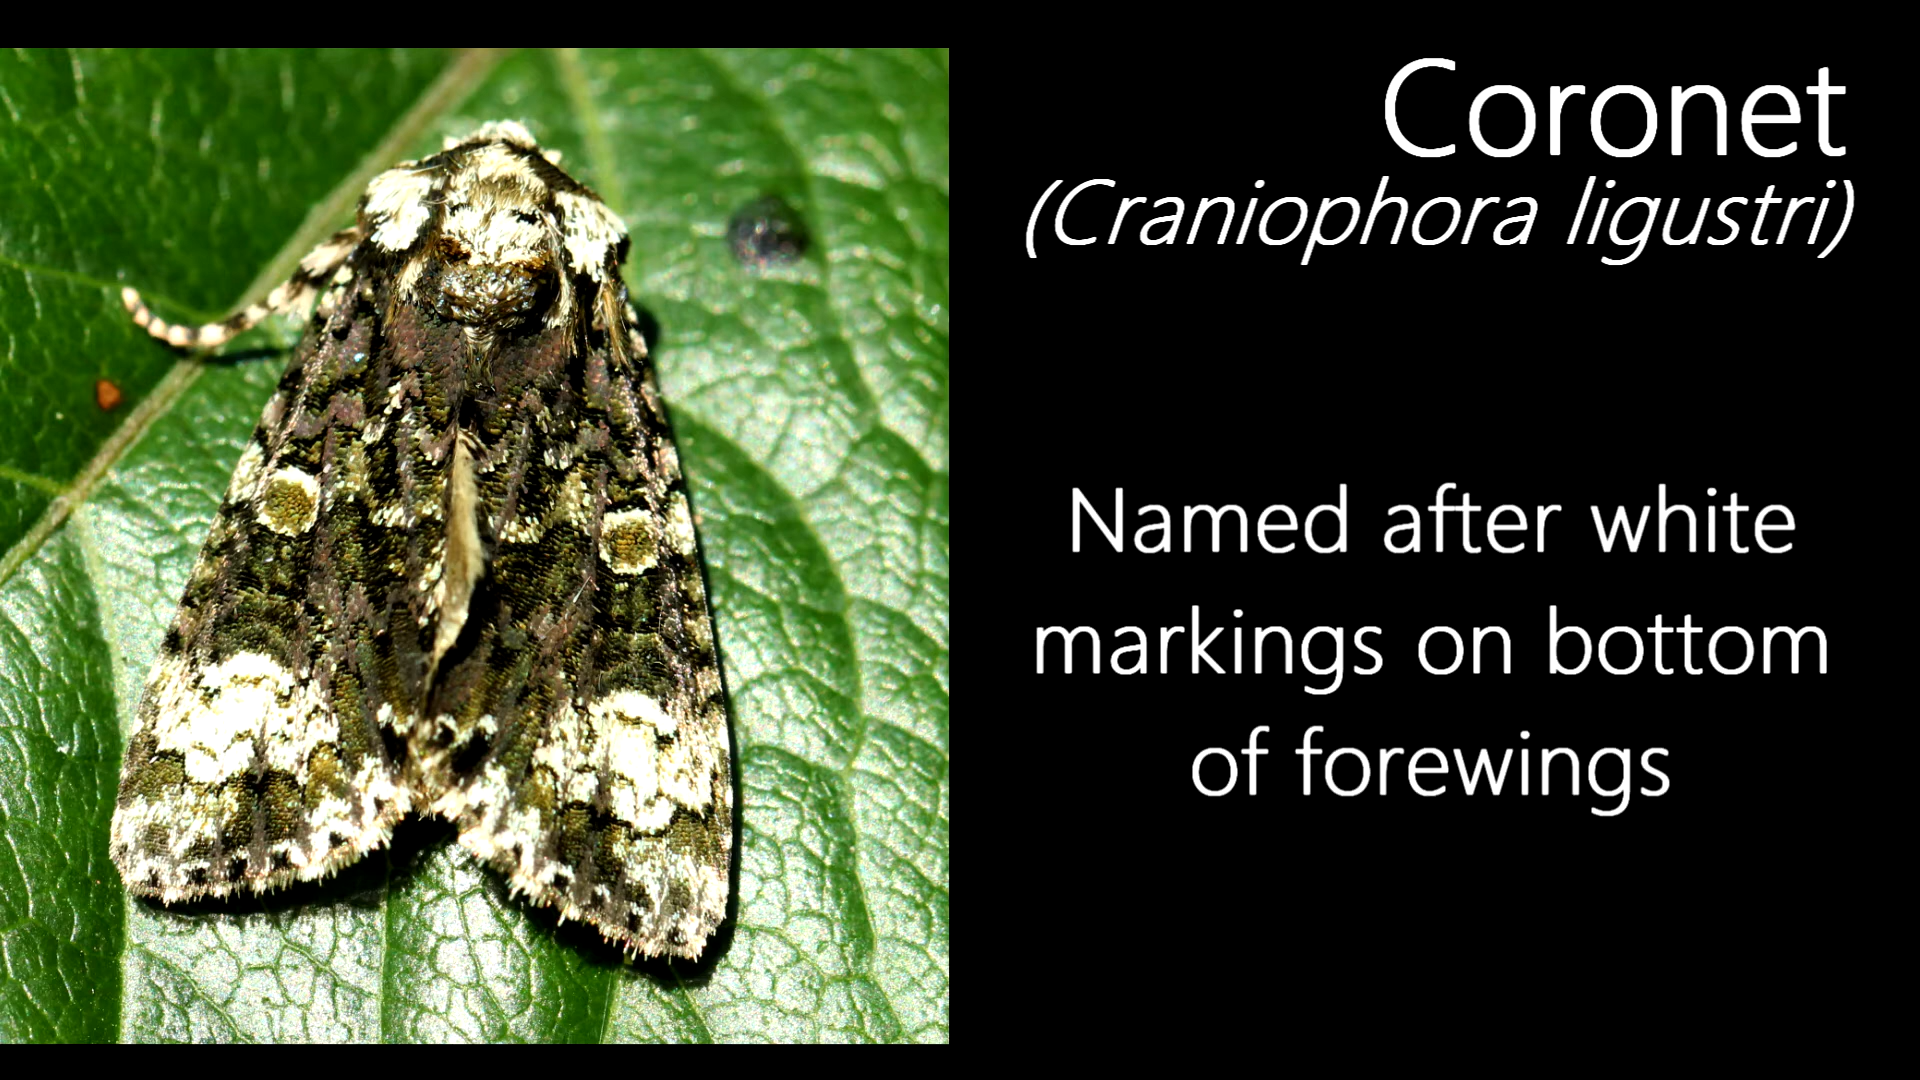 Coronet
(Craniophora ligustri)
Named after white
markings on bottom
of forewings